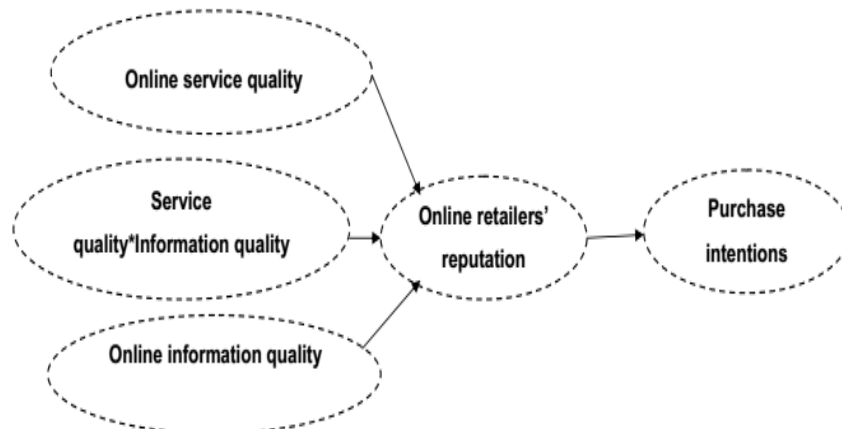 Online service quality
Service
quality*Information quality
Online information quality
Online retailers’
reputation
Purchase
intentions